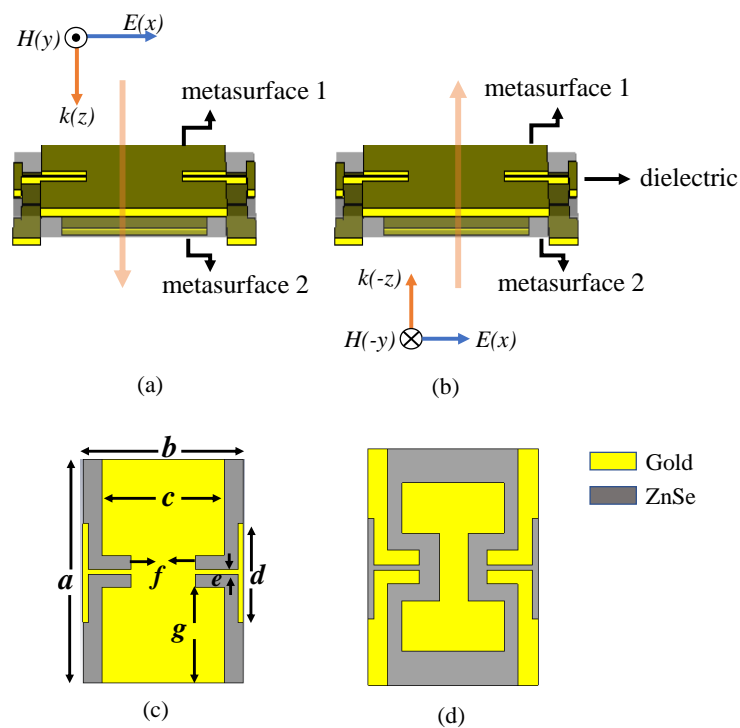 H(y)
E(x)
k(z)
metasurface 1
metasurface 2
(a)
metasurface 1
dielectric
metasurface 2
k(-z)
H(-y)
E(x)
(b)
b
c
a
f
e
d
g
(c)
(d)
Gold
ZnSe